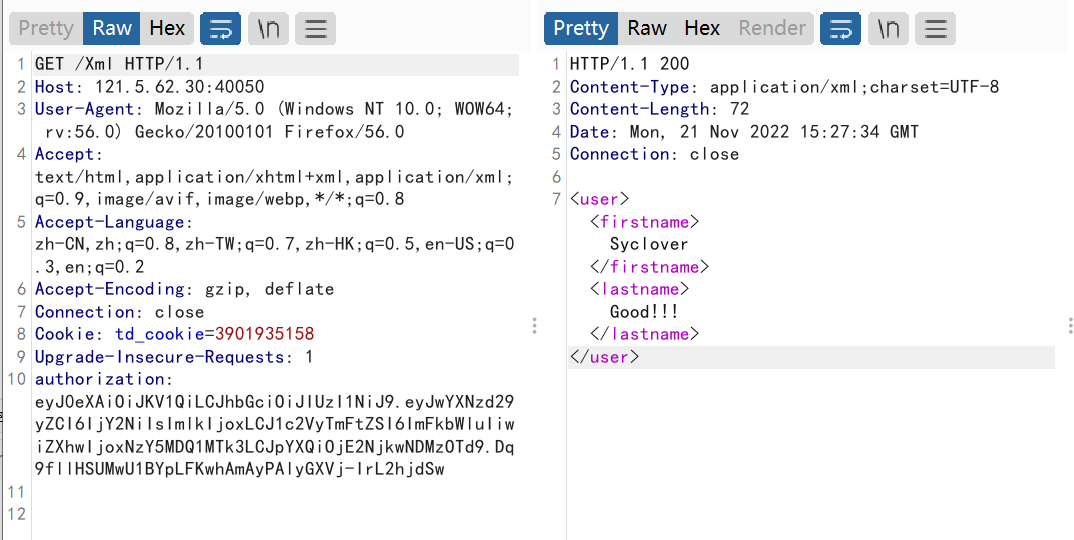 Pretty Raw Hex \n
1 GET /Xml HTTP/1.1
2 Host: 121.5.62.30:40050
3 User-Agent: Mozilla/5.0 (Windows NT 10.0; WOW64;
rv:56.0) Gecko/20100101 Firefox/56.0
4 Accept:
text/html,application/xhtml+xml,application/xml;
q=0.9,image/avif,image/webp,*/*;q=0.8
5 Accept-Language:
zh-CN,zh;q=0.8,zh-TW;q=0.7,zh-HK;q=0.5,en-US;q=0
.3,en;q=0.2
6 Accept-Encoding: gzip, deflate
7 Connection: close
8 Cookie: td_cookie=3901935158
9 Upgrade-Insecure-Requests: 1
10 authorization:
eyJ0eXAiOiJKV1QiLCJhbGciOiJIUzI1NiJ9.eyJwYXNzd29
yZCI6IjY2NiIsImlkIjoxLCJ1c2VyTmFtZSI6ImFkbWluIiw
iZXhwIjoxNzY5MDQ1MTk3LCJpYXQiOjE2NjkwNDMzOTd9.Dq
9fIlHSUMwU1BYpLFKwhAmAyPAlyGXVj-IrL2hjdSw
11
12
Pretty Raw Hex Render \n
1 HTTP/1.1 200
2 Content-Type: application/xml;charset=UTF-8
3 Content-Length: 72
4 Date: Mon, 21 Nov 2022 15:27:34 GMT
5 Connection: close
6
7 <user>
<firstname>
Syclover
</firstname>
<lastname>
Good!!!
</lastname>
</user>